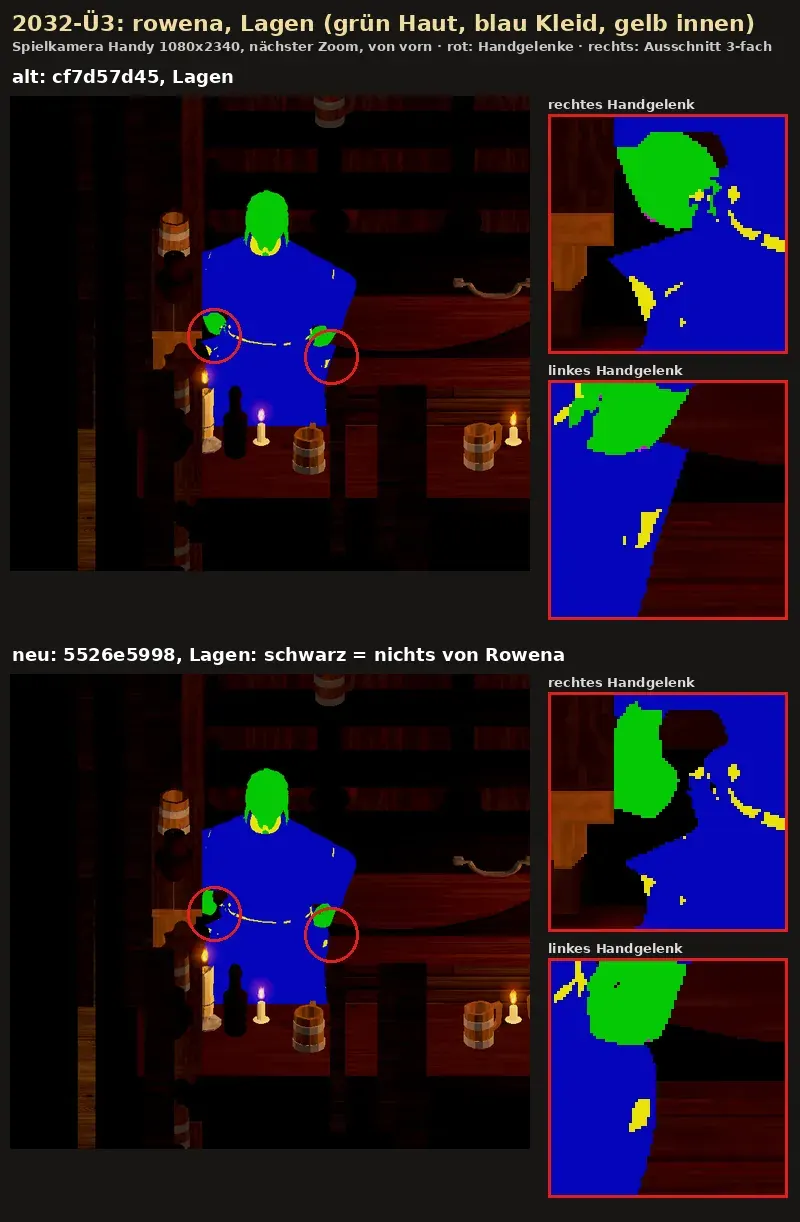 2032-Ü3: rowena, Lagen (grün Haut, blau Kleid, gelb innen)
Spielkamera Handy 1080x2340, nächster Zoom, von vorn · rot: Handgelenke · rechts: Ausschnitt 3-fach
alt: cf7d57d45, Lagen
rechtes Handgelenk
linkes Handgelenk
neu: 5526e5998, Lagen: schwarz = nichts von Rowena
rechtes Handgelenk
linkes Handgelenk